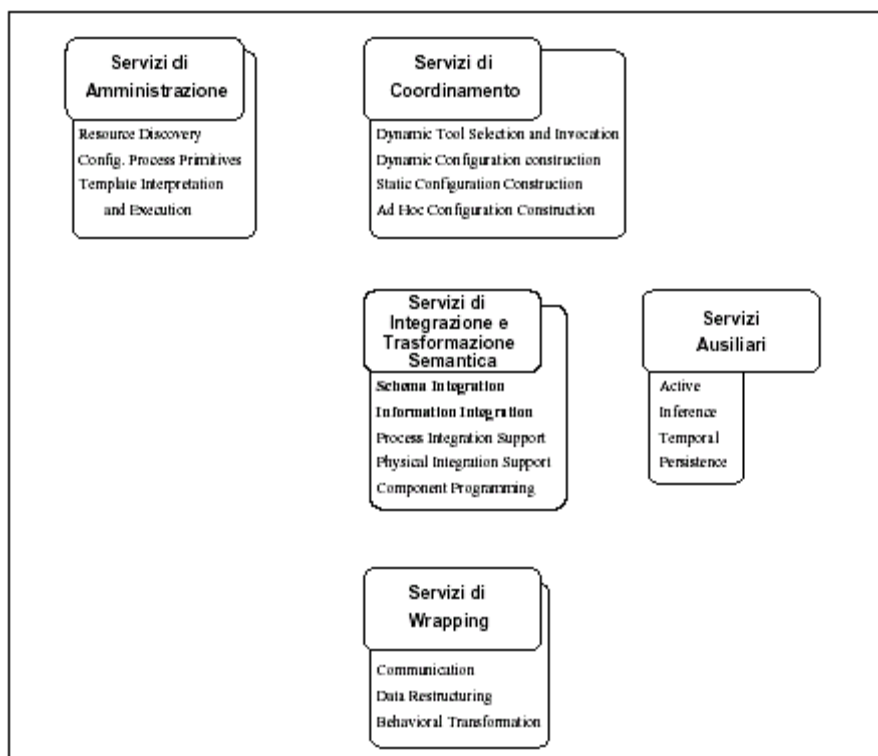 Servizi di
Amministrazione
Resource Discovery
Config. Process Primitives
Template Interpretation
and Execution
Servizi di
Coordinamento
Dynamic Tool Selection and Invocation
Dynamic Configuration construction
Static Configuration Construction
Ad Hoc Configuration Construction
Servizi di
Integrazione e
Trasformazione
Semantica
Schema Integration
Information Integration
Process Integration Support
Physical Integration Support
Component Programming
Servizi
Ausiliari
Active
Inference
Temporal
Persistence
Servizi di
Wrapping
Communication
Data Restructuring
Behavioral Transformation